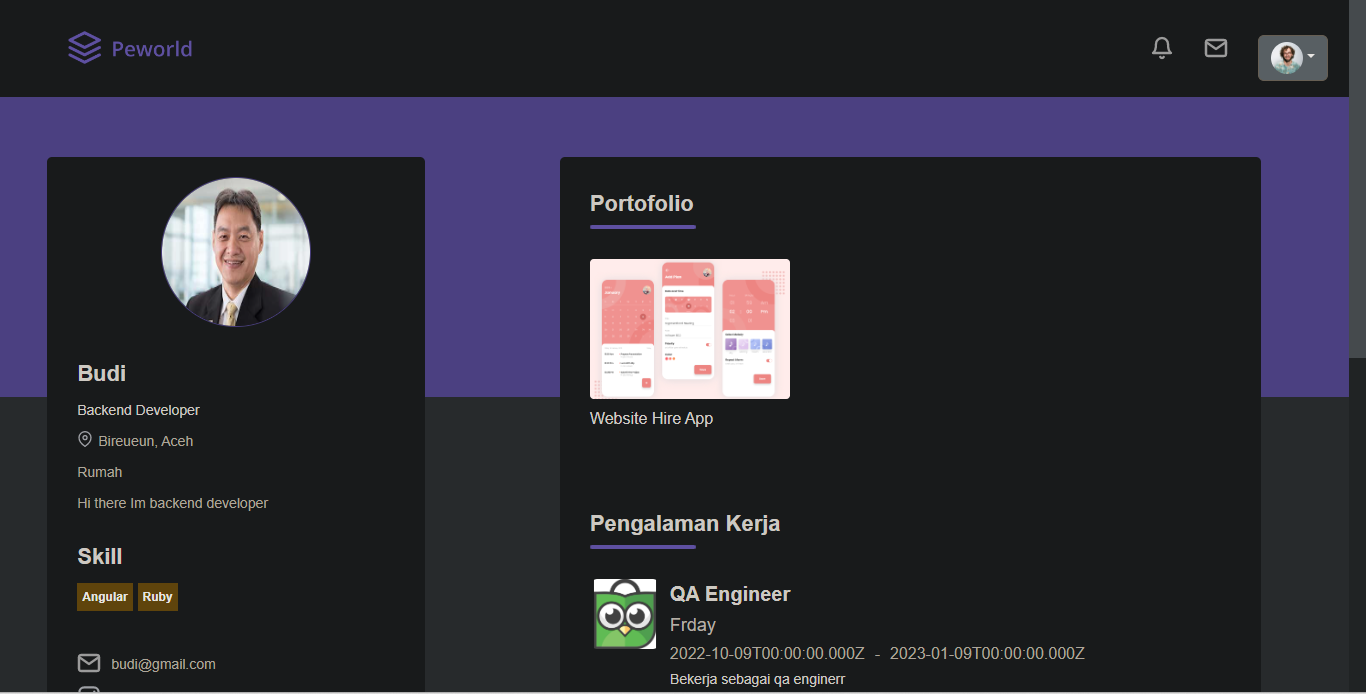 Peworld
Budi
Backend Developer
Bireueun, Aceh
Rumah
Hi there Im backend developer
Skill
Angular Ruby
budi@gmail.com
Portofolio
Website Hire App
Pengalaman Kerja
QA Engineer
Frday
2022-10-09T00:00:00.000Z - 2023-01-09T00:00:00.000Z
Bekerja sebagai qa enginerr